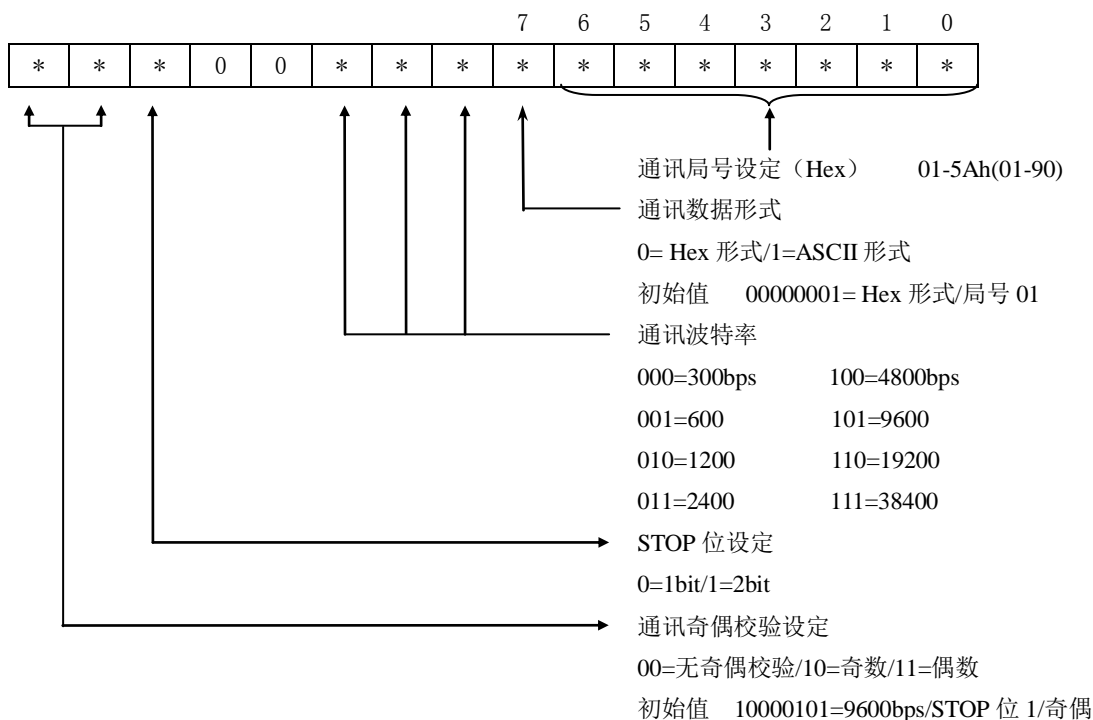 7 6 5 4 3 2 1 0
* * * 0 0 * * * * * * * * * * *
通讯局号设定（Hex） 01-5Ah(01-90)
通讯数据形式
0= Hex 形式/1=ASCII 形式
初始值 00000001= Hex 形式/局号 01
通讯波特率
000=300bps 100=4800bps
001=600 101=9600
010=1200 110=19200
011=2400 111=38400
STOP 位设定
0=1bit/1=2bit
通讯奇偶校验设定
00=无奇偶校验/10=奇数/11=偶数
初始值 10000101=9600bps/STOP 位 1/奇偶